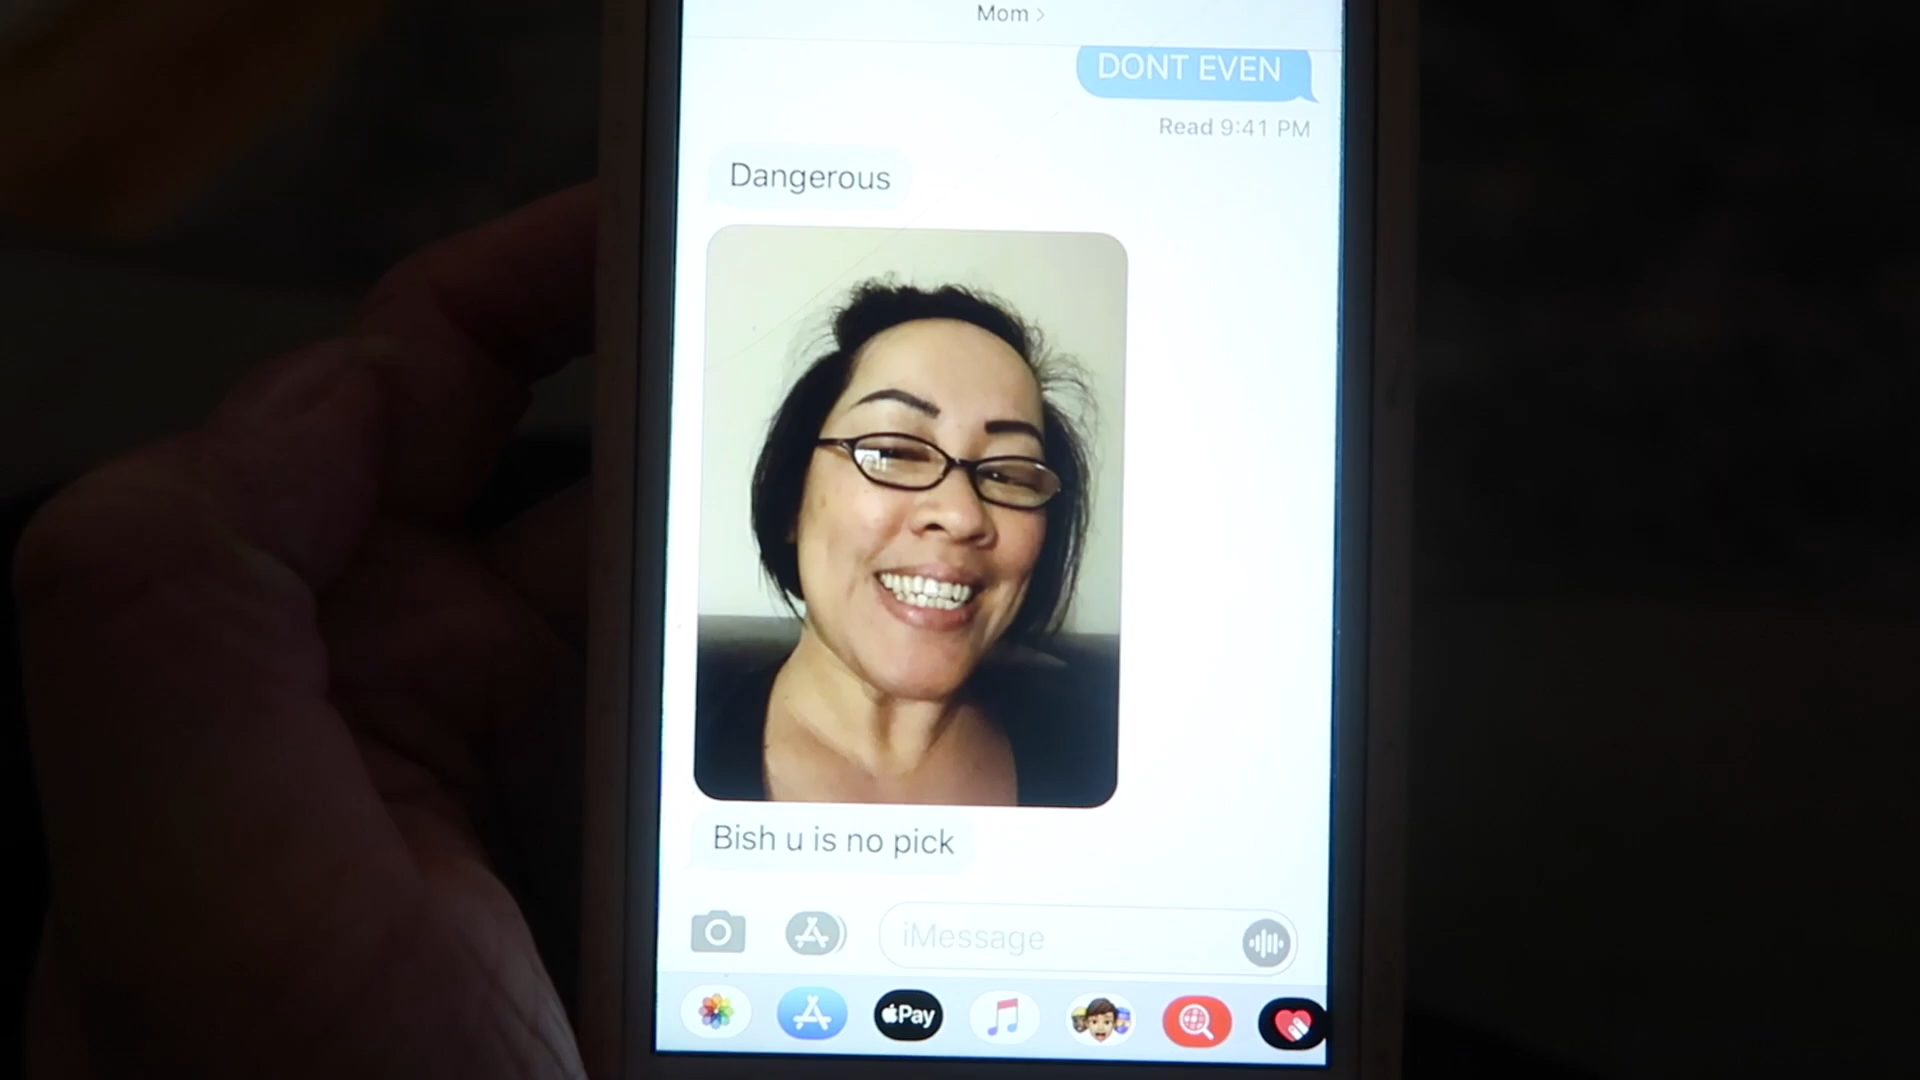 Mom >
DONT EVEN
Read 9:41 PM
Dangerous
Bish u is no pick
iMessage
Pay